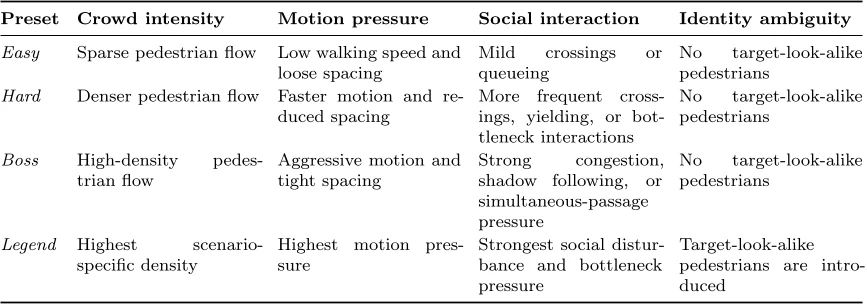 Preset Crowd intensity Motion pressure Social interaction Identity ambiguity
Easy Sparse pedestrian flow Low walking speed and loose spacing Mild crossings or queueing No target-look-alike pedestrians
Hard Denser pedestrian flow Faster motion and re-duced spacing More frequent cross-ings, yielding, or bot-tleneck interactions No target-look-alike pedestrians
Boss High-density pedes-trian flow Aggressive motion and tight spacing Strong congestion, shadow following, or simultaneous-passage pressure No target-look-alike pedestrians
Legend Highest scenario-specific density Highest motion pres-sure Strongest social distur-bance and bottleneck pressure Target-look-alike pedestrians are intro-duced